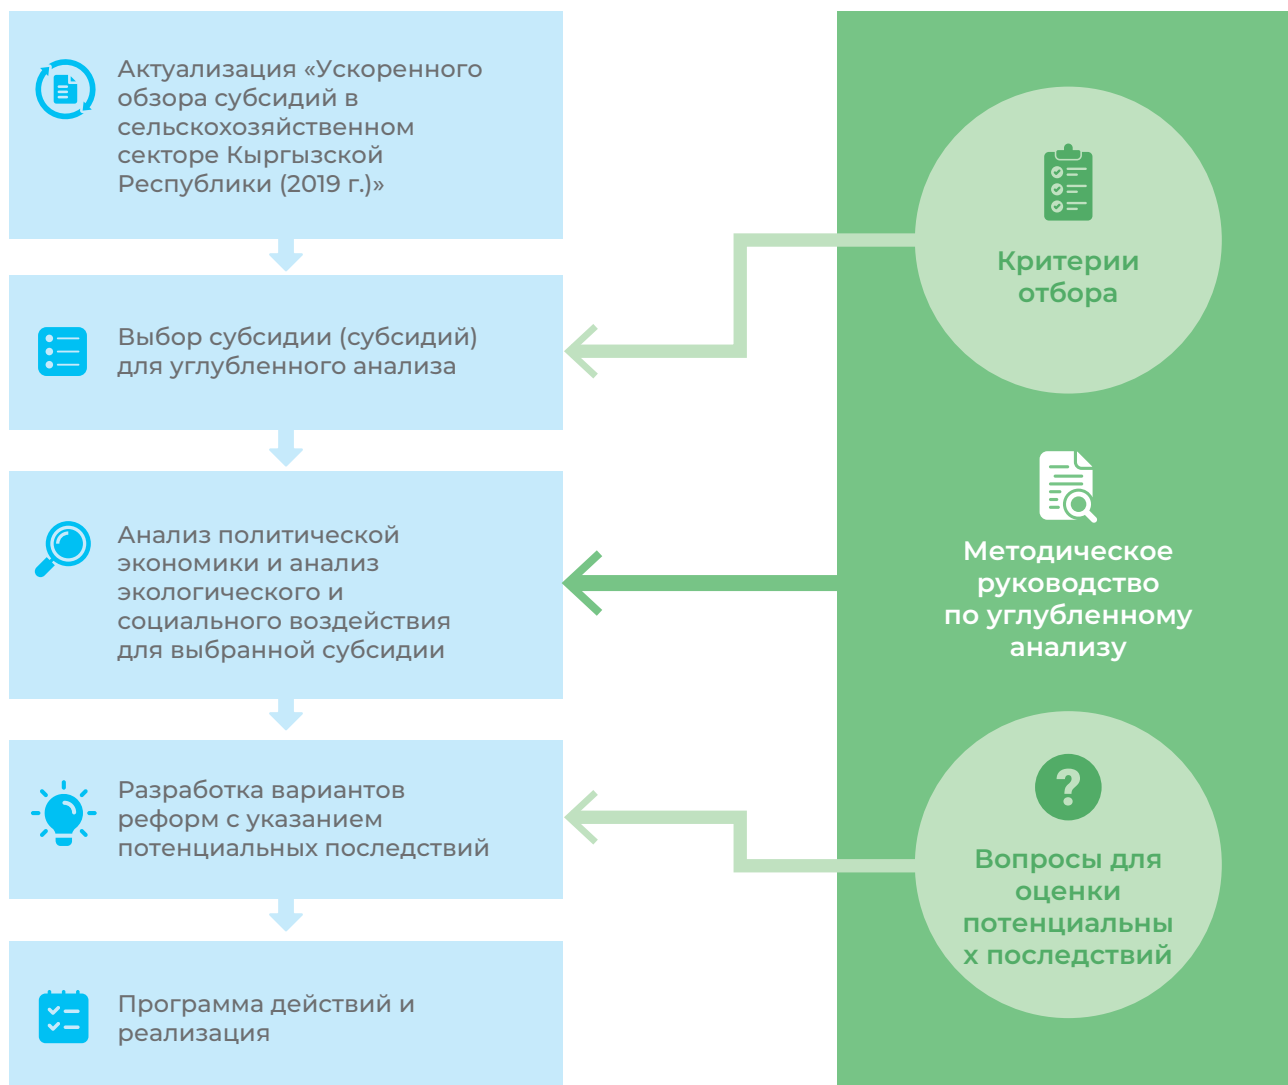 Актуализация «Ускоренного
обзора субсидий в
сельскохозяйственном
секторе Кыргызской
Республики (2019 г.)»
Выбор субсидии (субсидий)
для углубленного анализа
Анализ политической
экономики и анализ
экологического и
социального воздействия
для выбранной субсидии
Разработка вариантов
реформ с указанием
потенциальных последствий
Программа действий и
реализация
Критерии
отбора
Методическое
руководство
по углубленному
анализу
?
Вопросы для
оценки
потенциальны
х последствий